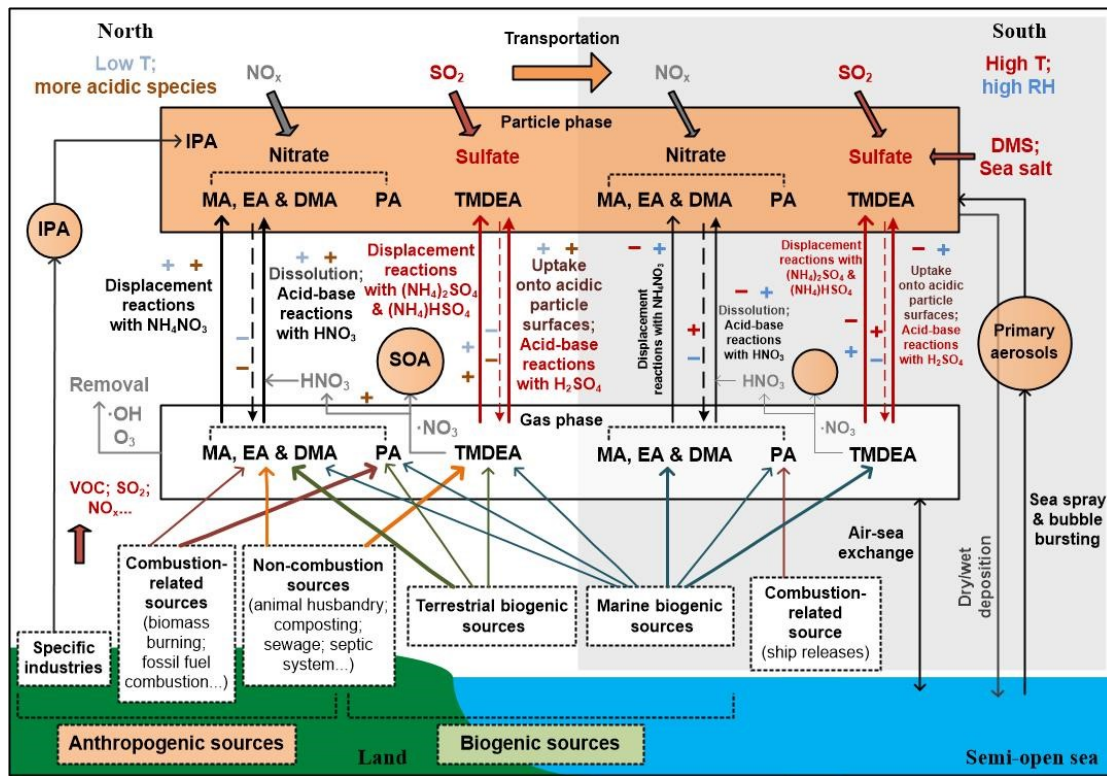 North
Low T;
more acidic species
NOₓ
SO₂
Transportation
NOₓ
SO₂
South
High T;
high RH
Particle phase
IPA
Nitrate
Sulfate
Nitrate
Sulfate
DMS;
Sea salt
MA, EA & DMA
PA
TMDEA
MA, EA & DMA
PA
TMDEA
IPA
+ +
Displacement
reactions
with NH₄NO₃
+ +
Dissolution;
Acid-base
reactions
with HNO₃
–
–
Displacement
reactions
with (NH₄)₂SO₄
& (NH₄)HSO₄
+
+
–
–
+ +
Uptake
onto acidic
particle
surfaces;
Acid-base
reactions
with H₂SO₄
– +
Displacement
reactions with NH₄NO₃
+
–
– +
Dissolution;
Acid-base
reactions
with HNO₃
Displacement
reactions with
(NH₄)₂SO₄ &
(NH₄)HSO₄
–
+
+
–
– +
Uptake
onto acidic
particle
surfaces;
Acid-base
reactions
with H₂SO₄
Primary
aerosols
Removal
·OH
O₃
HNO₃
+
SOA
·NO₃
HNO₃
·NO₃
Gas phase
MA, EA & DMA
PA
TMDEA
MA, EA & DMA
PA
TMDEA
VOC; SO₂;
NOₓ...
Air-sea
exchange
Dry/wet
deposition
Sea spray
& bubble
bursting
Specific
industries
Combustion-
related
sources
(biomass
burning;
fossil fuel
combustion...)
Non-combustion
sources
(animal husbandry;
composting;
sewage; septic
system...)
Terrestrial biogenic
sources
Marine biogenic
sources
Combustion-
related
source
(ship releases)
Anthropogenic sources
Biogenic sources
Land
Semi-open sea